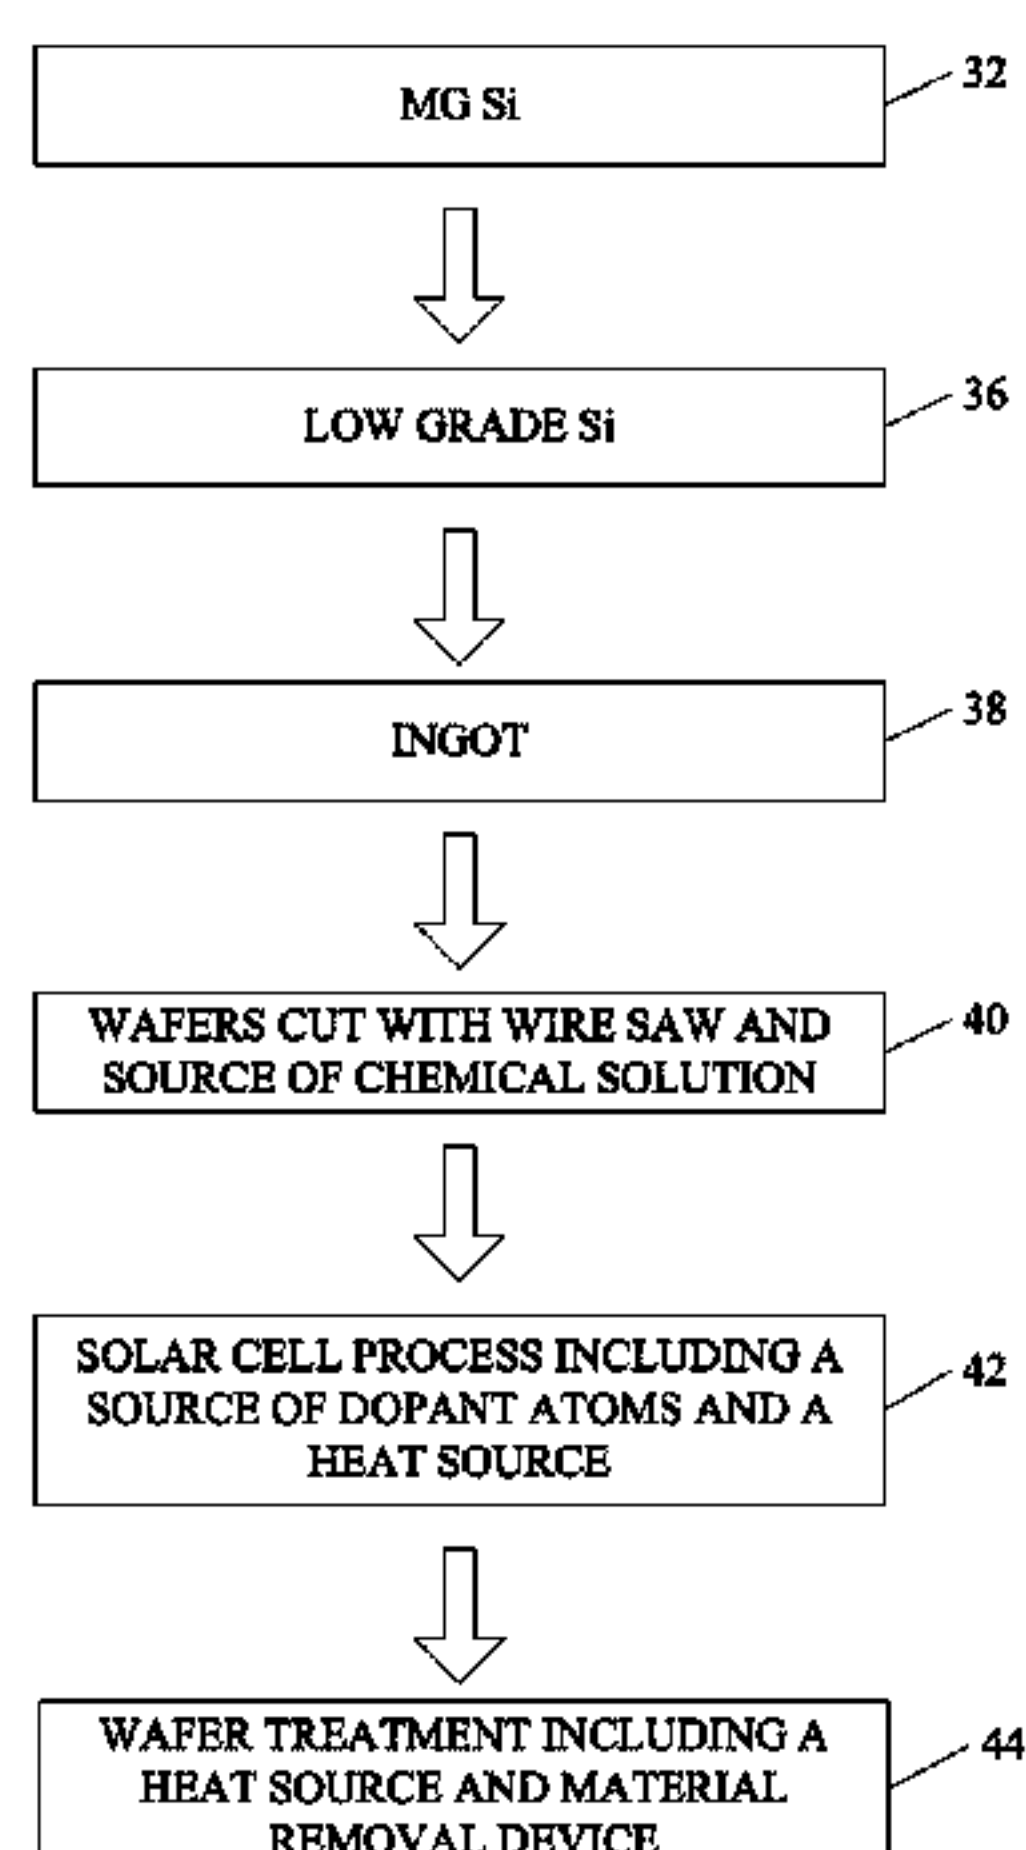 MG Si
32
LOW GRADE Si
36
INGOT
38
WAFERS CUT WITH WIRE SAW AND
SOURCE OF CHEMICAL SOLUTION
40
SOLAR CELL PROCESS INCLUDING A
SOURCE OF DOPANT ATOMS AND A
HEAT SOURCE
42
WAFER TREATMENT INCLUDING A
HEAT SOURCE AND MATERIAL
REMOVAL DEVICE
44